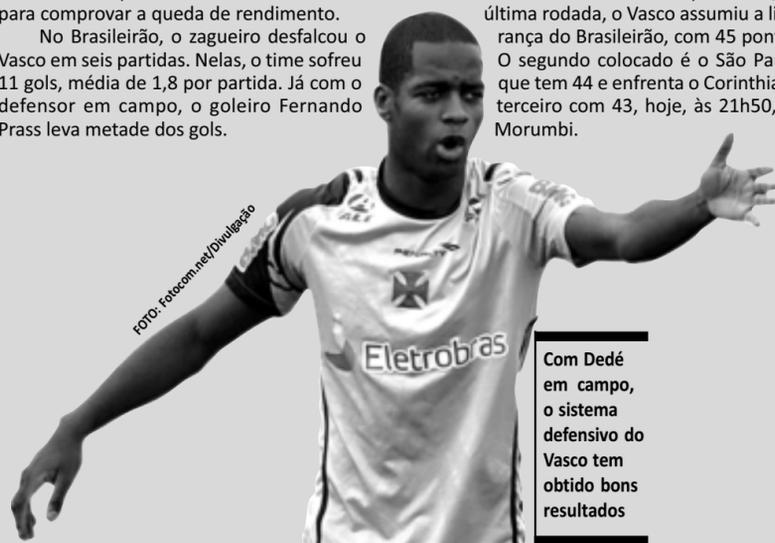 para comprovar a queda de rendimento.
No Brasileirão, o zagueiro desfalcou o
Vasco em seis partidas. Nelas, o time sofreu
11 gols, média de 1,8 por partida. Já com o
defensor em campo, o goleiro Fernando
Prass leva metade dos gols.
última rodada, o Vasco assumiu a li
rança do Brasileirão, com 45 pon
O segundo colocado é o São Pa
que tem 44 e enfrenta o Corinthia
terceiro com 43, hoje, às 21h50,
Morumbi.
FOTO: Fotocom.net/Divulgação
PENALTY
Eletrobras
Com Dedé
em campo,
o sistema
defensivo do
Vasco tem
obtido bons
resultados